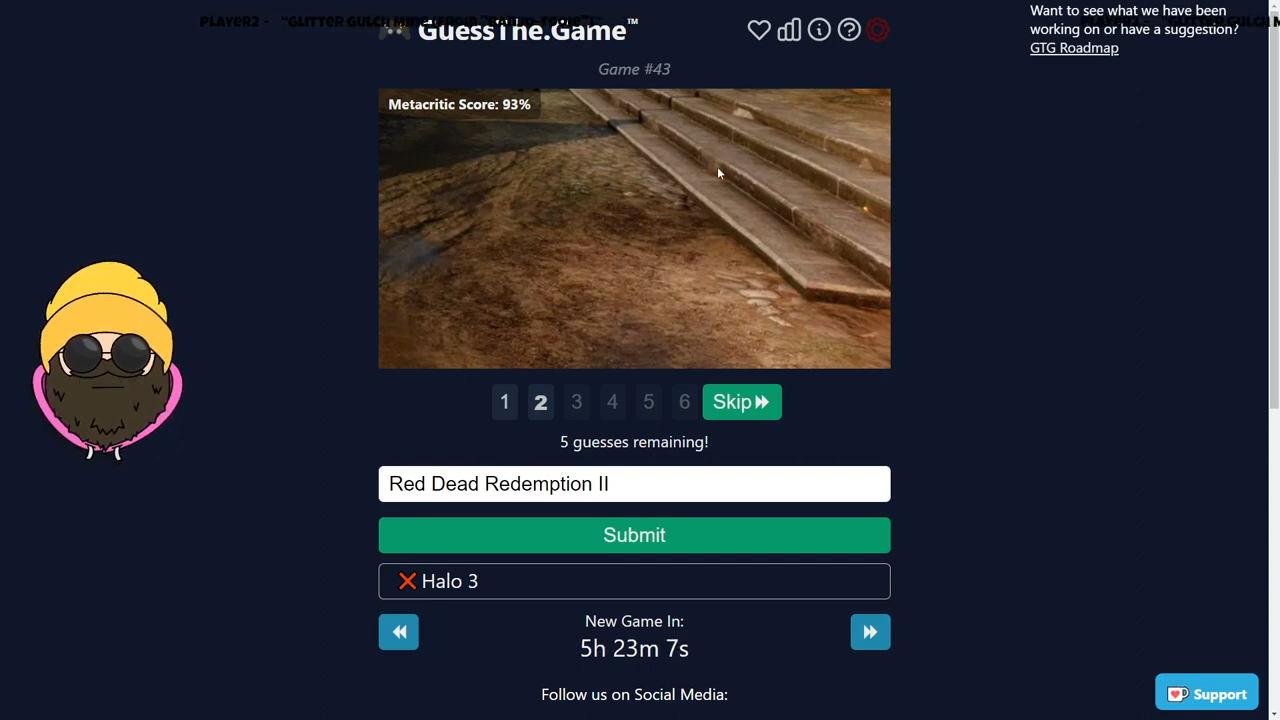 PLAYER2 -
GuessThe.Game™
Game #43
Want to see what we have been
working on or have a suggestion?
GTG Roadmap
Metacritic Score: 93%
1 2 3 4 5 6 Skip
5 guesses remaining!
Red Dead Redemption II
Submit
Halo 3
New Game In:
5h 23m 7s
Follow us on Social Media:
Support